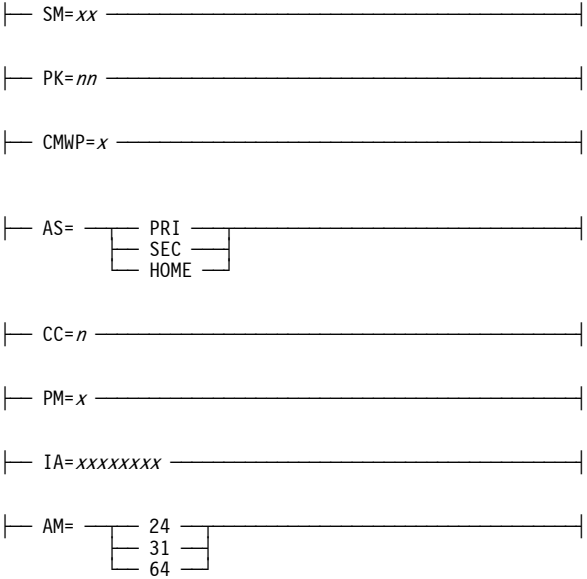 SM=xx
PK=nn
CMWP=x
AS= PRI
SEC
HOME
CC=n
PM=x
IA=xxxxxxxx
AM= 24
31
64